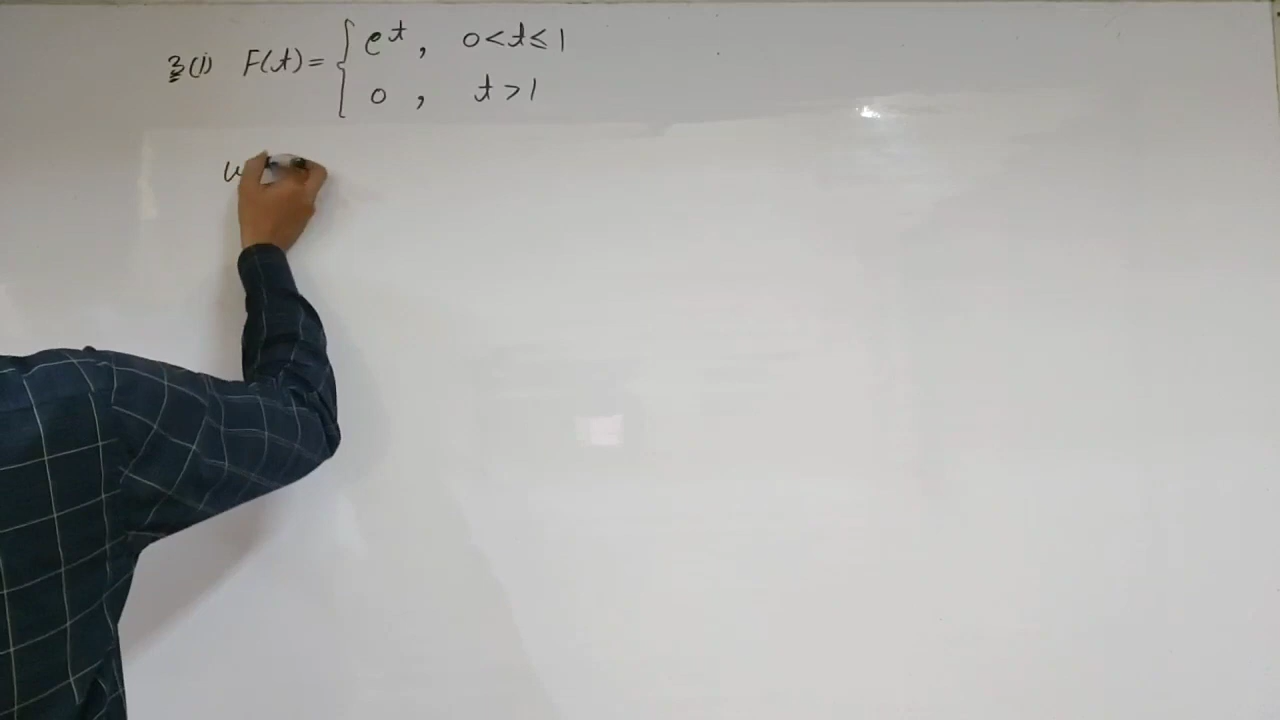 3(i) F(t) = { e^t , 0 < t ≤ 1
0 , t > 1